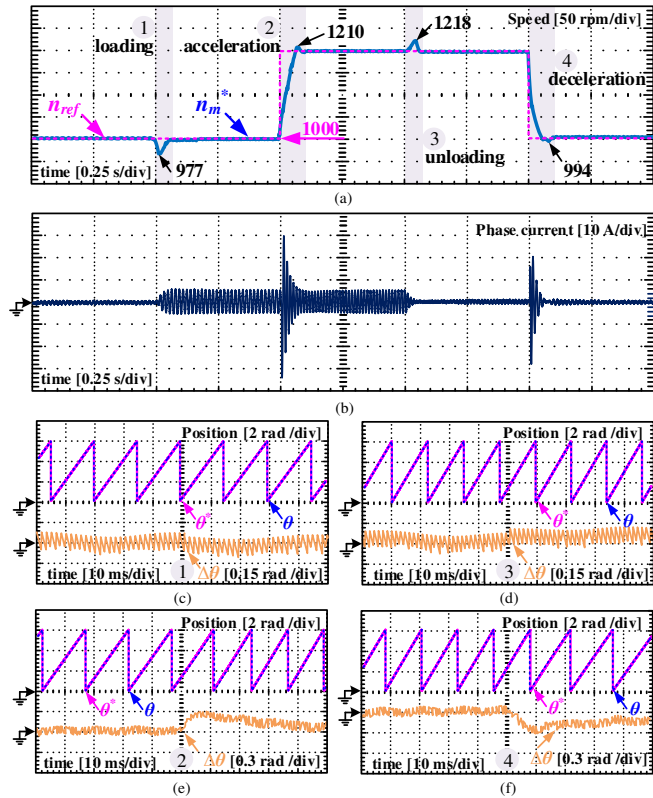 1
loading
acceleration
2
1210
1218
Speed [50 rpm/div]
4
deceleration
n_ref
n_m*
1000
3
unloading
977
994
time [0.25 s/div]
(a)
Phase current [10 A/div]
time [0.25 s/div]
(b)
Position [2 rad /div]
θ*
θ
Δθ
time [10 ms/div]
1
[0.15 rad /div]
(c)
Position [2 rad /div]
θ*
θ
Δθ
time [10 ms/div]
3
[0.15 rad /div]
(d)
Position [2 rad /div]
θ*
θ
Δθ
time [10 ms/div]
2
[0.3 rad /div]
(e)
Position [2 rad /div]
θ*
θ
Δθ
time [10 ms/div]
4
[0.3 rad /div]
(f)